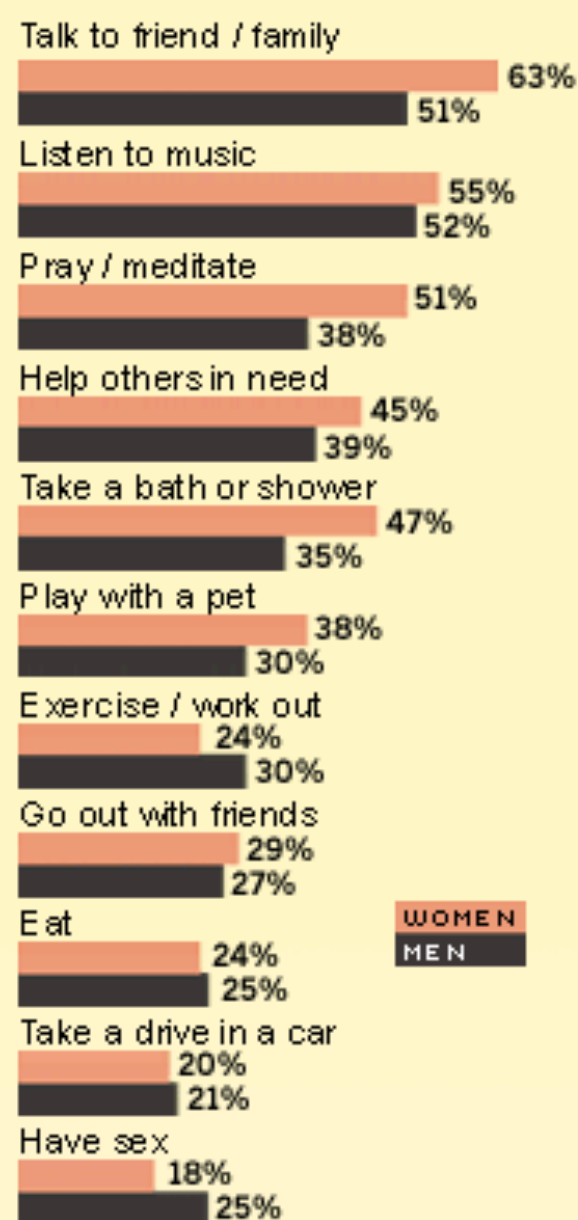 Talk to friend / family
63%
51%
Listen to music
55%
52%
Pray / meditate
51%
38%
Help others in need
45%
39%
Take a bath or shower
47%
35%
Play with a pet
38%
30%
Exercise / work out
24%
30%
Go out with friends
29%
27%
Eat
24%
25%
WOMEN
MEN
Take a drive in a car
20%
21%
Have sex
18%
25%